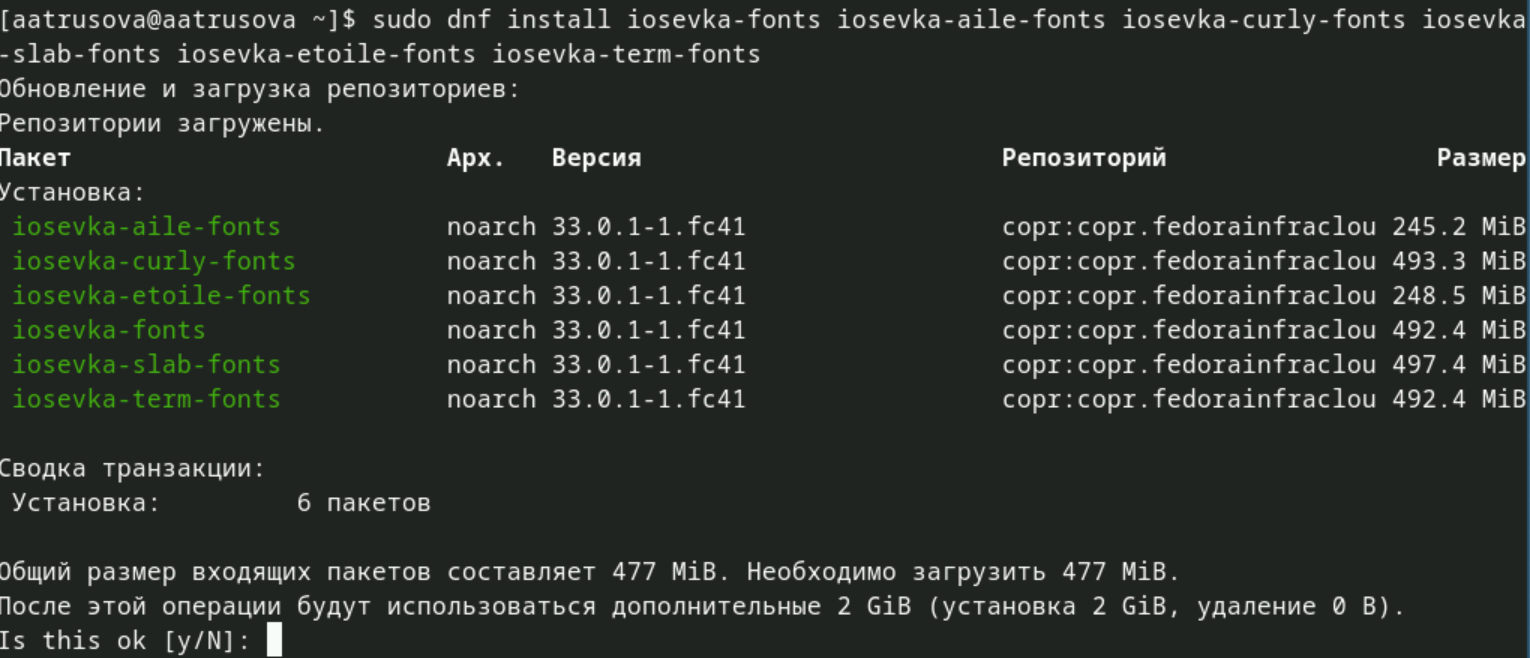 [aatrusova@aatrusova ~]$ sudo dnf install iosevka-fonts iosevka-aile-fonts iosevka-curly-fonts iosevka
-slab-fonts iosevka-etoile-fonts iosevka-term-fonts
Обновление и загрузка репозиториев:
Репозитории загружены.
Пакет Арх. Версия Репозиторий Размер
Установка:
iosevka-aile-fonts noarch 33.0.1-1.fc41 copr:copr.fedorainfraclou 245.2 MiB
iosevka-curly-fonts noarch 33.0.1-1.fc41 copr:copr.fedorainfraclou 493.3 MiB
iosevka-etoile-fonts noarch 33.0.1-1.fc41 copr:copr.fedorainfraclou 248.5 MiB
iosevka-fonts noarch 33.0.1-1.fc41 copr:copr.fedorainfraclou 492.4 MiB
iosevka-slab-fonts noarch 33.0.1-1.fc41 copr:copr.fedorainfraclou 497.4 MiB
iosevka-term-fonts noarch 33.0.1-1.fc41 copr:copr.fedorainfraclou 492.4 MiB
Сводка транзакции:
Установка: 6 пакетов
Общий размер входящих пакетов составляет 477 MiB. Необходимо загрузить 477 MiB.
После этой операции будут использоваться дополнительные 2 GiB (установка 2 GiB, удаление 0 B).
Is this ok [y/N]: